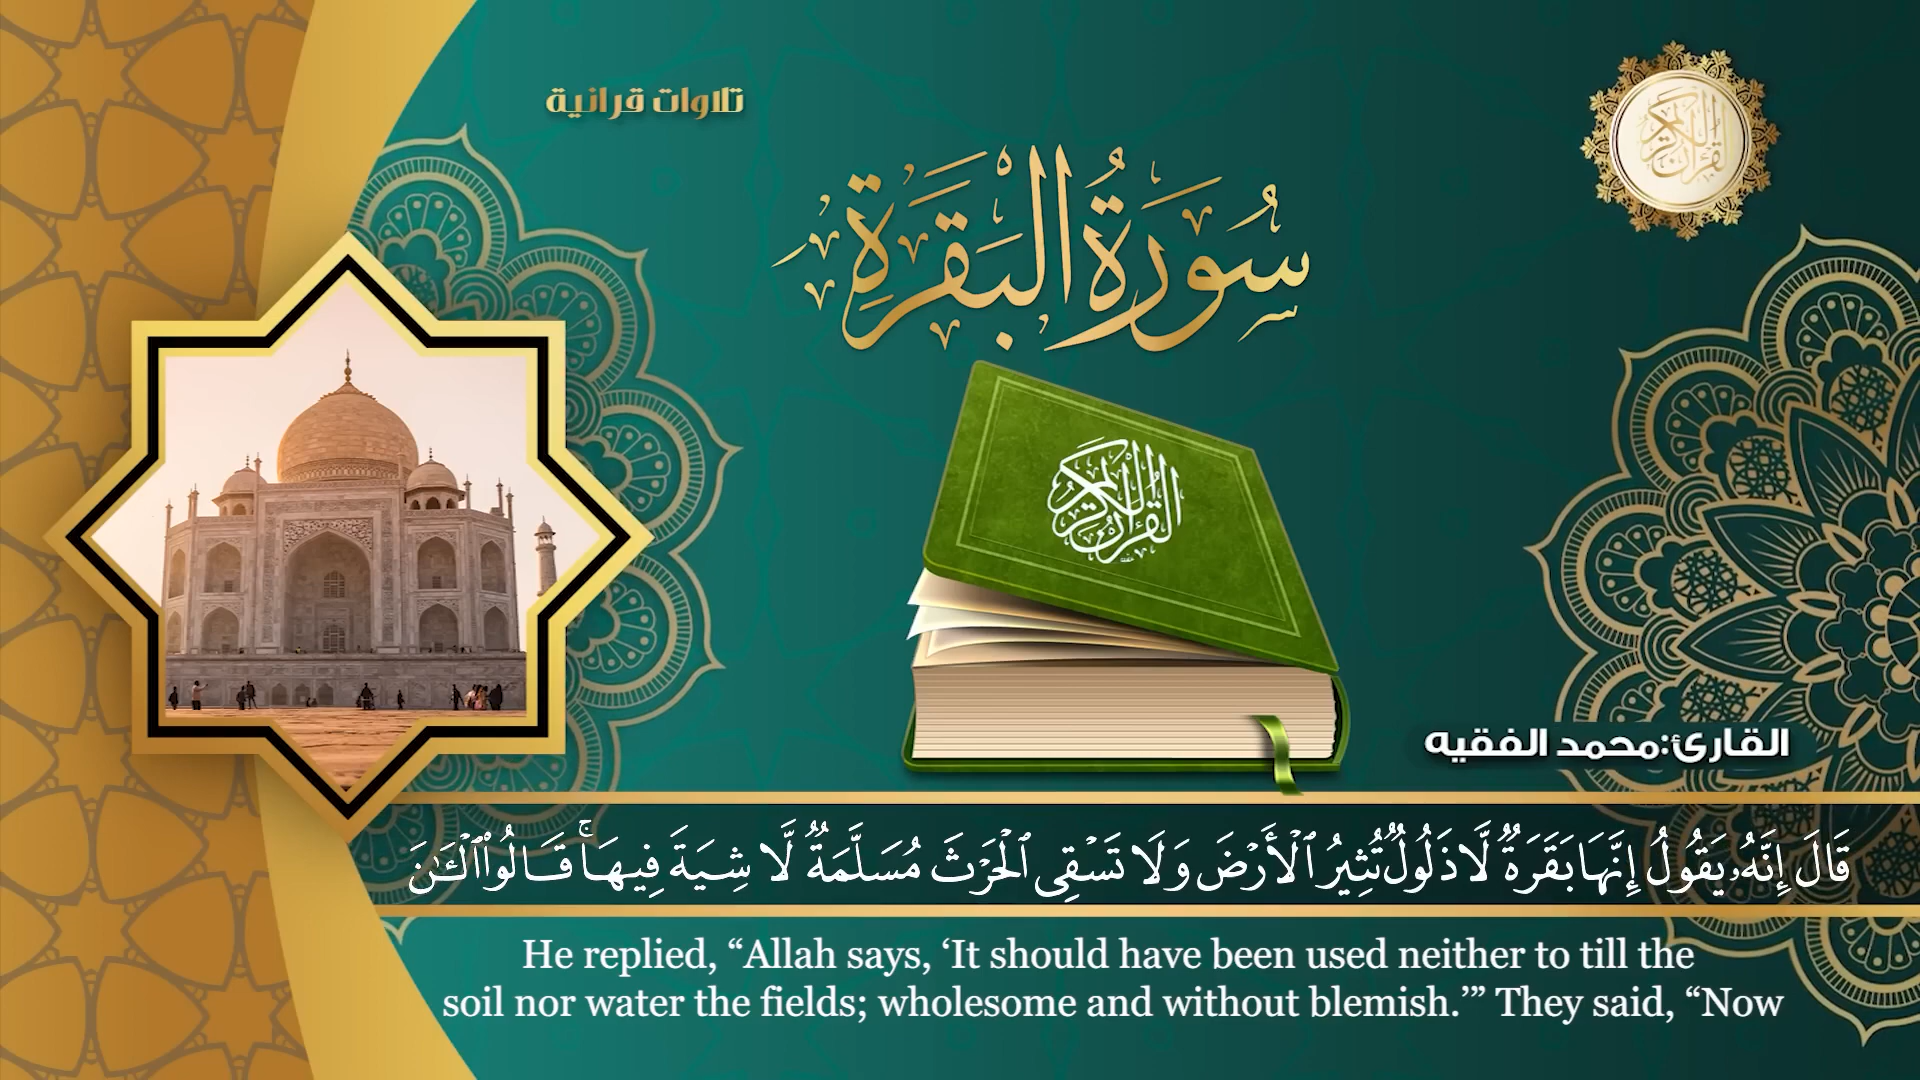 تلاوات قرانية
سُورَةُ البَقَرَةِ
القرآن الكريم
القرآن الكريم
القارئ:محمد الفقيه
قَالَ إِنَّهُۥ يَقُولُ إِنَّهَا بَقَرَةٌ لَّا ذَلُولٌ تُثِيرُ ٱلْأَرْضَ وَلَا تَسْقِى ٱلْحَرْثَ مُسَلَّمَةٌ لَّا شِيَةَ فِيهَا ۚ قَالُوا۟ ٱلْـَٔـٰنَ
He replied, “Allah says, ‘It should have been used neither to till the
soil nor water the fields; wholesome and without blemish.’” They said, “Now